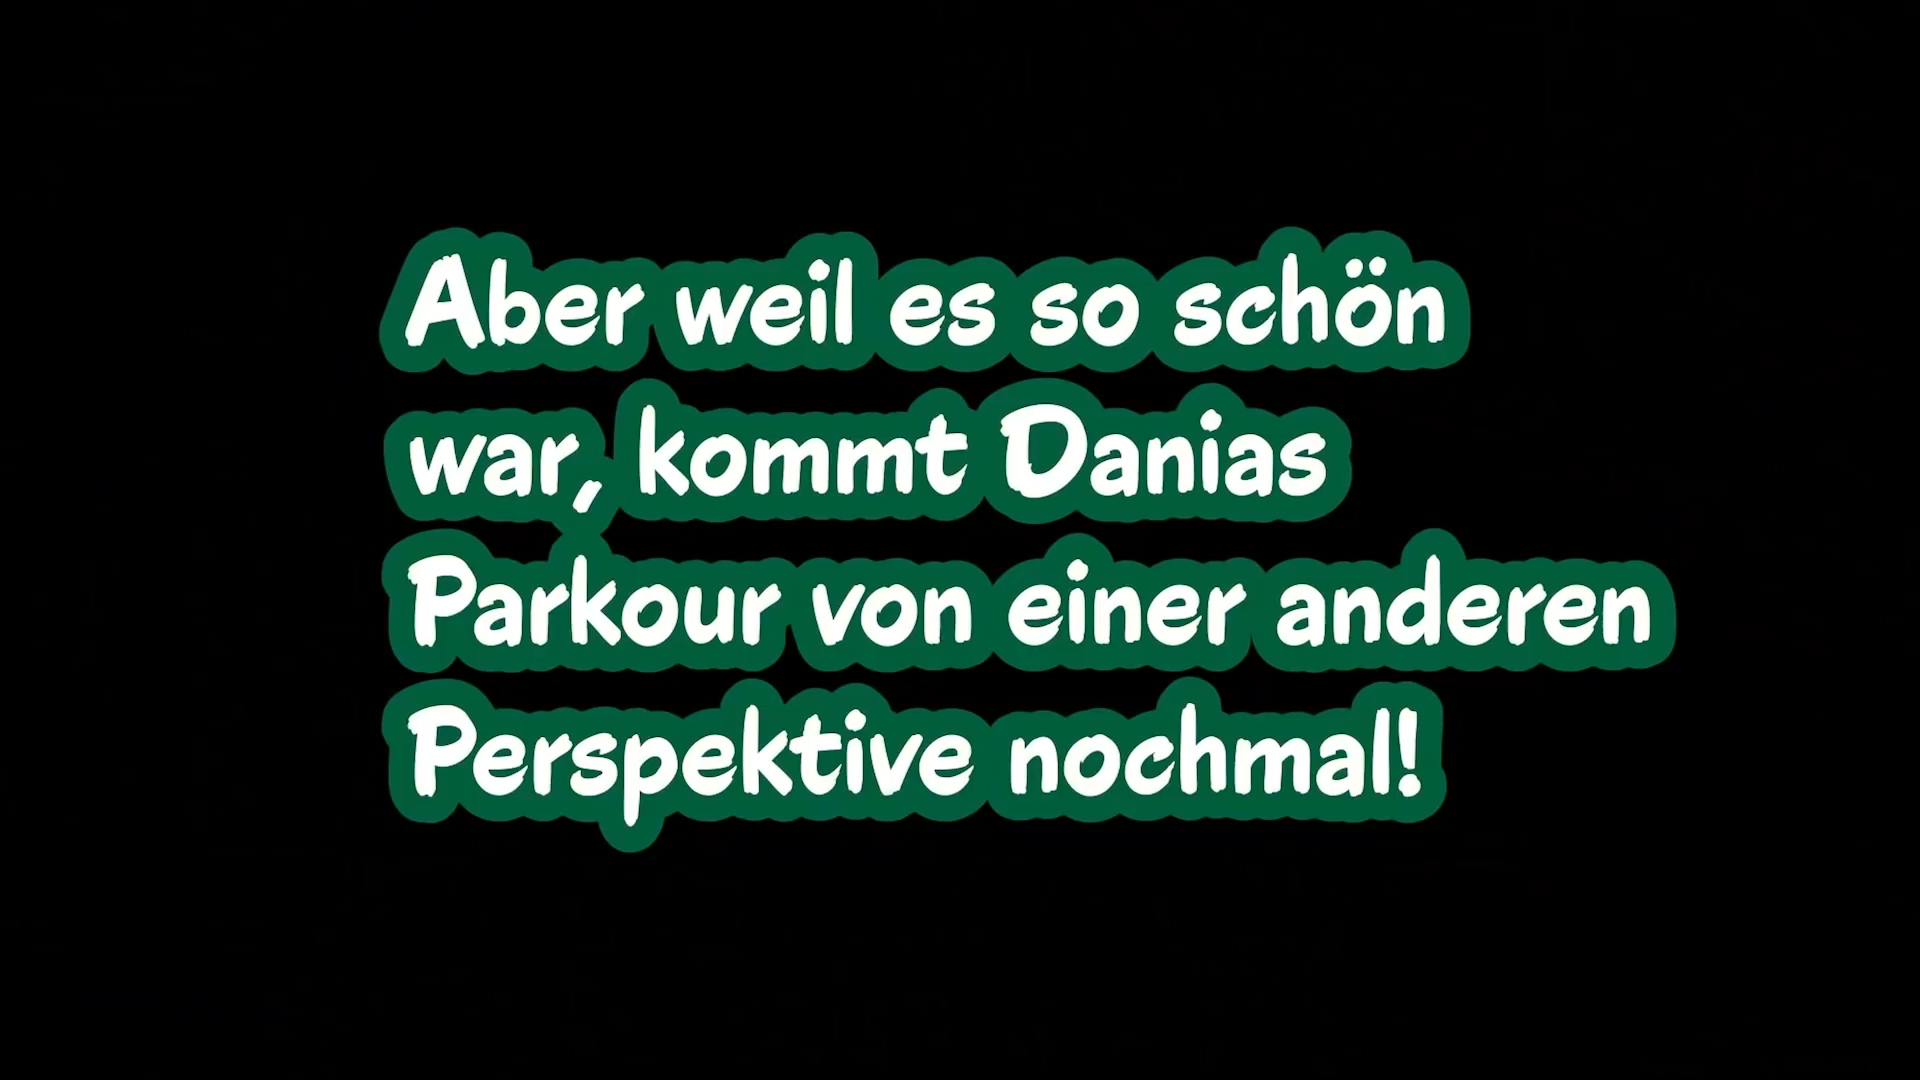 Aber weil es so schön
war, kommt Danias
Parkour von einer anderen
Perspektive nochmal!